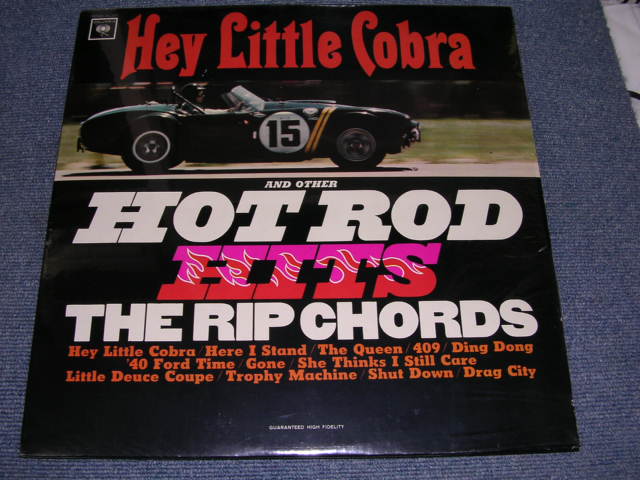 Hey Little Cobra
15
AND OTHER
HOT ROD
HITS
THE RIP CHORDS
Hey Little Cobra/Here I Stand/The Queen/409/Ding Dong
'40 Ford Time/Gone/She Thinks I Still Care
Little Deuce Coupe/Trophy Machine/Shut Down/Drag City
GUARANTEED HIGH FIDELITY